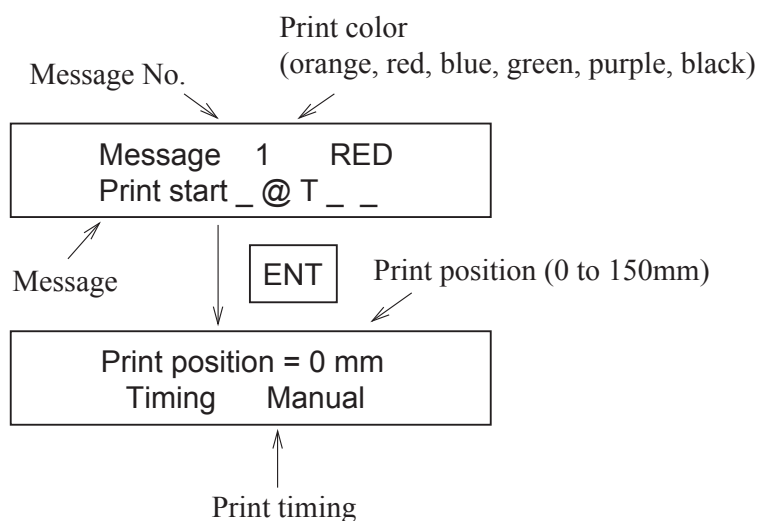 Print color
(orange, red, blue, green, purple, black)
Message No.
Message 1 RED
Print start _ @ T _ _
Message
ENT
Print position (0 to 150mm)
Print position = 0 mm
Timing Manual
Print timing